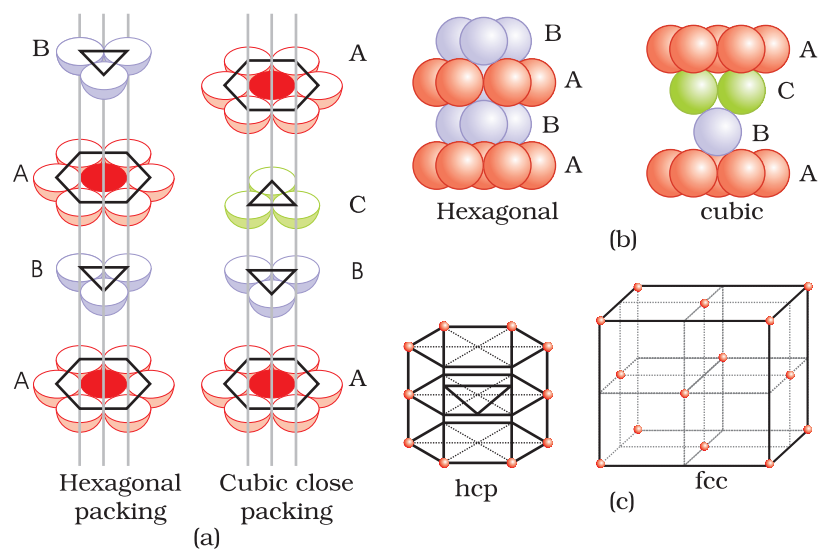 B
A
B
A
Hexagonal
packing
A
C
B
A
Cubic close
packing
(a)
B
A
B
A
Hexagonal
A
C
B
A
cubic
(b)
hcp
fcc
(c)